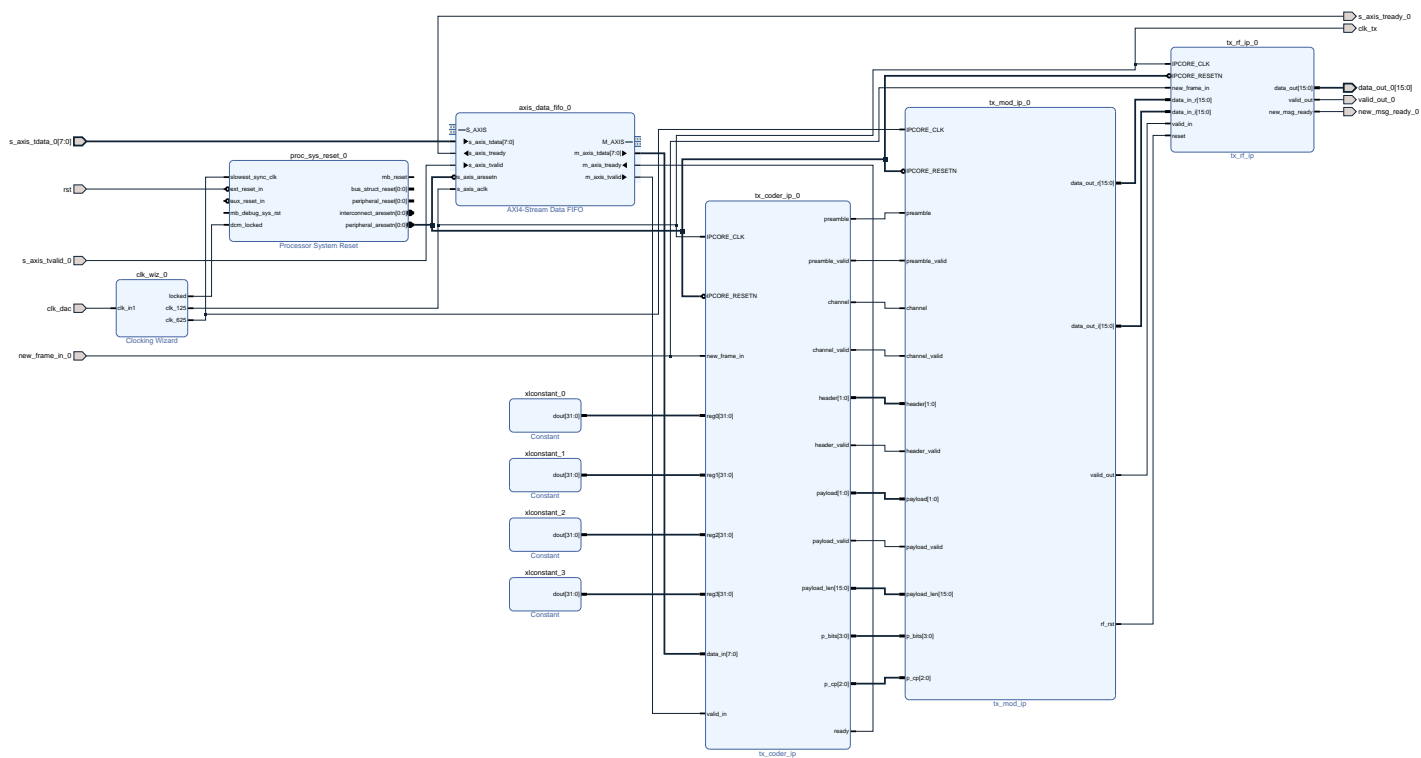 s_axis_tready_0
clk_tx
tx_rf_ip_0
IPCORE_CLK
IPCORE_RESETN
new_frame_in
data_in_r[15:0]
data_in_i[15:0]
valid_in
reset
data_out[15:0]
valid_out
new_msg_ready
tx_rf_ip
data_out_0[15:0]
valid_out_0
new_msg_ready_0
s_axis_tdata_0[7:0]
rst
s_axis_tvalid_0
clk_dac
new_frame_in_0
axis_data_fifo_0
S_AXIS
s_axis_tdata[7:0]
s_axis_tready
s_axis_tvalid
s_axis_aresetn
s_axis_aclk
M_AXIS
m_axis_tdata[7:0]
m_axis_tready
m_axis_tvalid
AXI4-Stream Data FIFO
proc_sys_reset_0
slowest_sync_clk
ext_reset_in
aux_reset_in
mb_debug_sys_rst
dcm_locked
mb_reset
bus_struct_reset[0:0]
peripheral_reset[0:0]
interconnect_aresetn[0:0]
peripheral_aresetn[0:0]
Processor System Reset
clk_wiz_0
clk_in1
locked
clk_125
clk_625
Clocking Wizard
xlconstant_0
dout[31:0]
Constant
xlconstant_1
dout[31:0]
Constant
xlconstant_2
dout[31:0]
Constant
xlconstant_3
dout[31:0]
Constant
tx_coder_ip_0
IPCORE_CLK
IPCORE_RESETN
new_frame_in
reg0[31:0]
reg1[31:0]
reg2[31:0]
reg3[31:0]
data_in[7:0]
valid_in
preamble
preamble_valid
channel
channel_valid
header[1:0]
header_valid
payload[1:0]
payload_valid
payload_len[15:0]
p_bits[3:0]
p_cp[2:0]
ready
tx_coder_ip
tx_mod_ip_0
IPCORE_CLK
IPCORE_RESETN
preamble
preamble_valid
channel
channel_valid
header[1:0]
header_valid
payload[1:0]
payload_valid
payload_len[15:0]
p_bits[3:0]
p_cp[2:0]
data_out_r[15:0]
data_out_i[15:0]
valid_out
rf_rst
tx_mod_ip